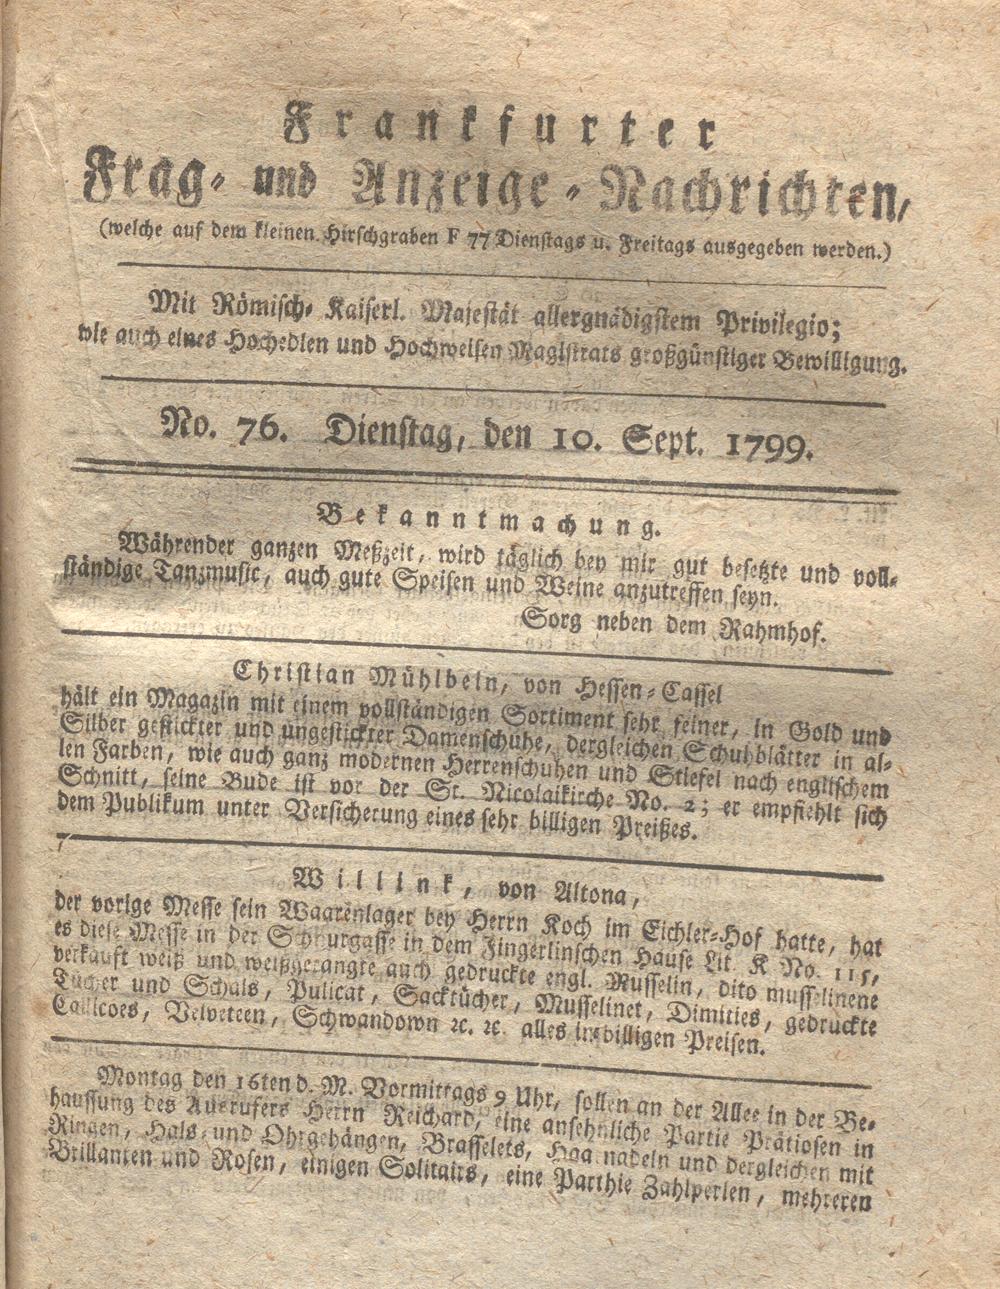 Frankfurter
Frag- und Anzeige-Nachrichten,
(welche auf dem kleinen Hirschgraben F 77 Dienstags u. Freitags ausgegeben werden.)
Mit Römisch-Kaiserl. Majestät allergnädigstem Privilegio;
wie auch eines Hochedlen und Hochweisen Magistrats großgünstiger Bewilligung.
No. 76. Dienstag, den 10. Sept. 1799.
Bekanntmachung.
Währender ganzen Meßzeit, wird täglich bey mir gut besetzte und voll-
ständige Tanzmusic, auch gute Speisen und Weine anzutreffen seyn.
Sorg neben dem Rahmhof.
Christian Mühlbein, von Hessen-Cassel
hält ein Magazin mit einem vollständigen Sortiment sehr feiner, in Gold und
Silber gestickter und ungestickter Damenschuhe, dergleichen Schuhblätter in al-
len Farben, wie auch ganz modernen Herrenschuhen und Stiefel nach englischem
Schnitt, seine Bude ist vor der St. Nicolaikirche No. 2; er empfiehlt sich
dem Publikum unter Versicherung eines sehr billigen Preißes.
Willink, von Altona,
der vorige Messe sein Waarenlager bey Herrn Koch im Eichler-Hof hatte, hat
es diese Messe in der Schnurgasse in dem Zingerlinschen Hause Lit. K No. 115,
verkauft weiß und weißgerangte auch gedruckte engl. Musselin, dito musselinene
Tücher und Schals, Pulicat, Sacktücher, Musselinet, Dimities, gedruckte
Callicoes, Velveteen, Schwandown ꝛc. ꝛc. alles in billigen Preisen.
Montag den 16ten d. M. Vormittags 9 Uhr, sollen an der Allee in der Be-
haussung des Ausrufers Herrn Reichard, eine ansehnliche Partie Prätiosen in
Ringen, Hals- und Ohrgehängen, Brasselets, Haarnadeln und dergleichen mit
Brillanten und Rosen, einigen Solitairs, eine Parthie Zahlperlen, mehreren